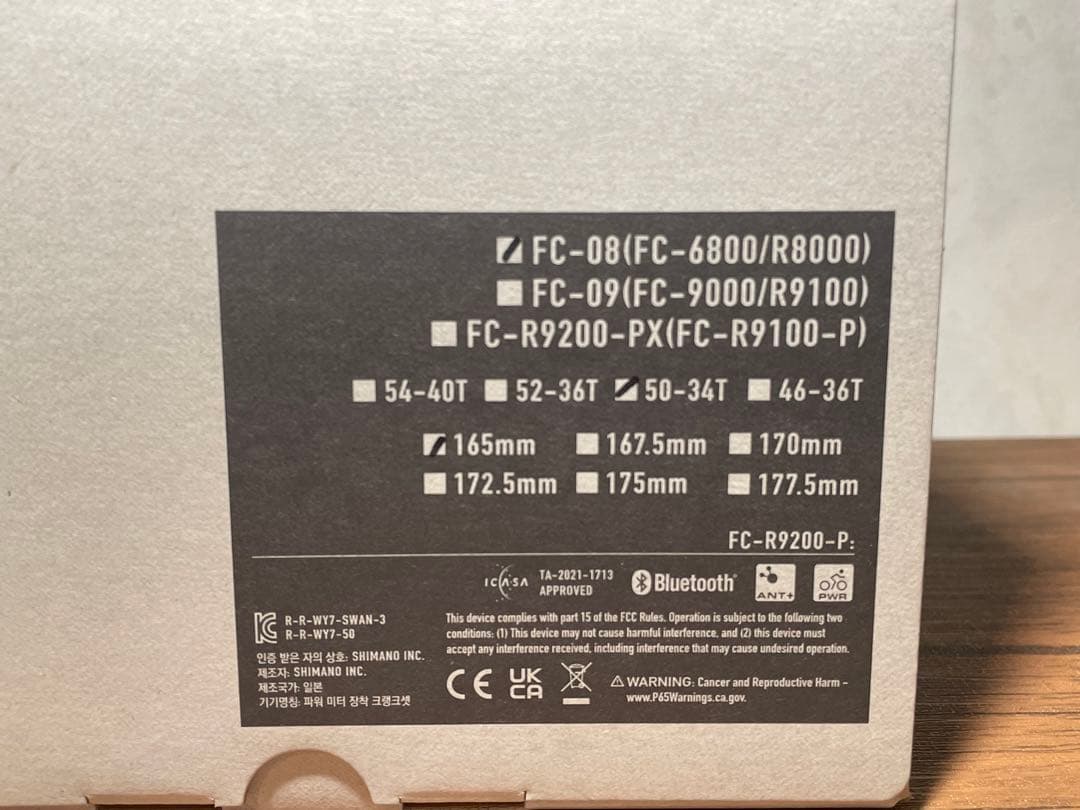 FC-08(FC-6800/R8000)
FC-09(FC-9000/R9100)
FC-R9200-PX(FC-R9100-P)
54-40T 52-36T 50-34T 46-36T
165mm 167.5mm 170mm
172.5mm 175mm 177.5mm
FC-R9200-P:
ICASA TA-2021-1713 APPROVED Bluetooth ANT+ PWR
R-R-WY7-SWAN-3
R-R-WY7-50
인증 받은 자의 상호: SHIMANO INC.
제조자: SHIMANO INC.
제조국가: 일본
기기명칭: 파워 미터 장착 크랭크셋
This device complies with part 15 of the FCC Rules. Operation is subject to the following two
conditions: (1) This device may not cause harmful interference, and (2) this device must
accept any interference received, including interference that may cause undesired operation.
CE UK CA ⚠ WARNING: Cancer and Reproductive Harm -
www.P65Warnings.ca.gov.